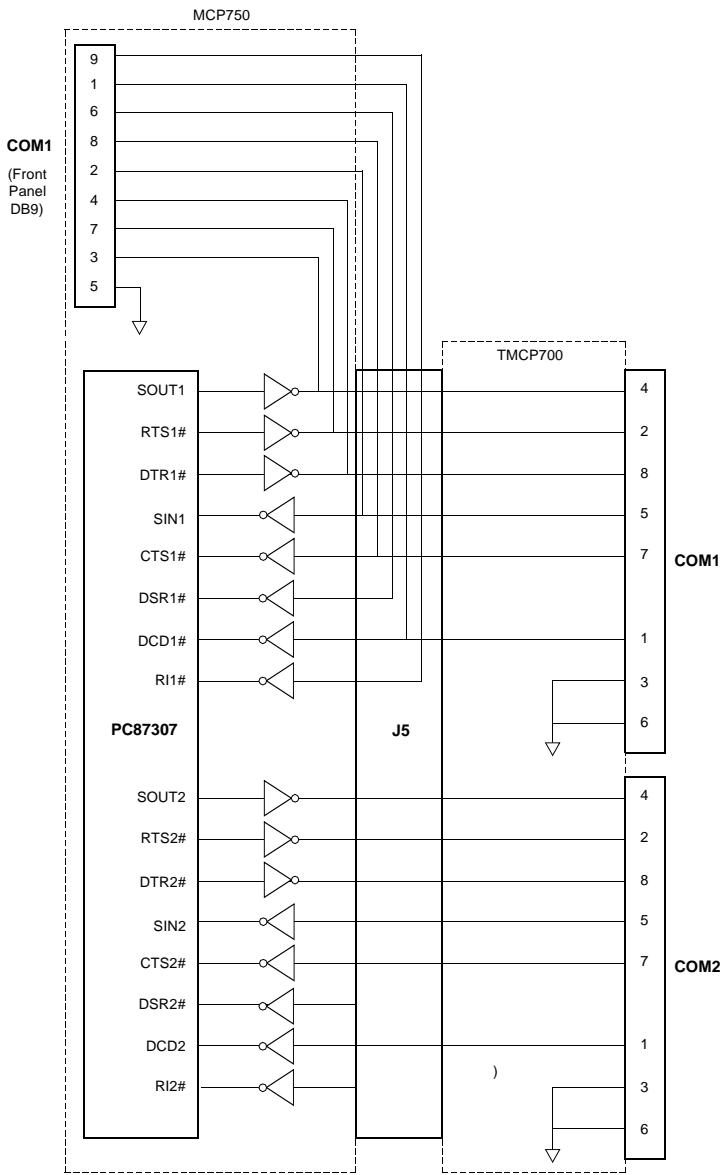 MCP750
9
1
6
8
2
4
7
3
5
COM1
(Front
Panel
DB9)
TMCP700
SOUT1
RTS1#
DTR1#
SIN1
CTS1#
DSR1#
DCD1#
RI1#
PC87307
J5
4
2
8
5
7
1
3
6
COM1
SOUT2
RTS2#
DTR2#
SIN2
CTS2#
DSR2#
DCD2
RI2#
)
4
2
8
5
7
1
3
6
COM2